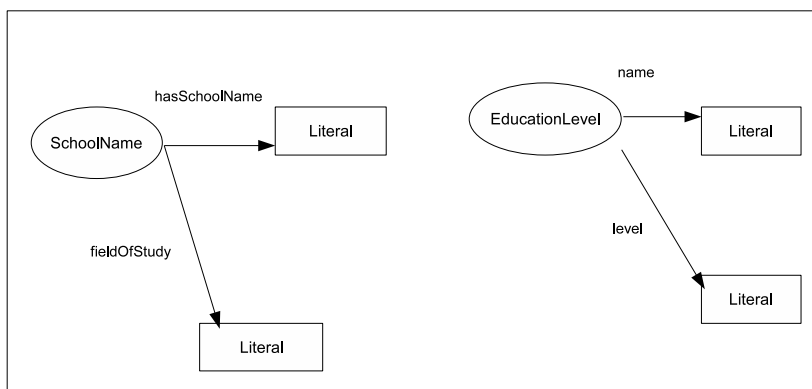 hasSchoolName
SchoolName
Literal
fieldOfStudy
Literal
name
EducationLevel
Literal
level
Literal